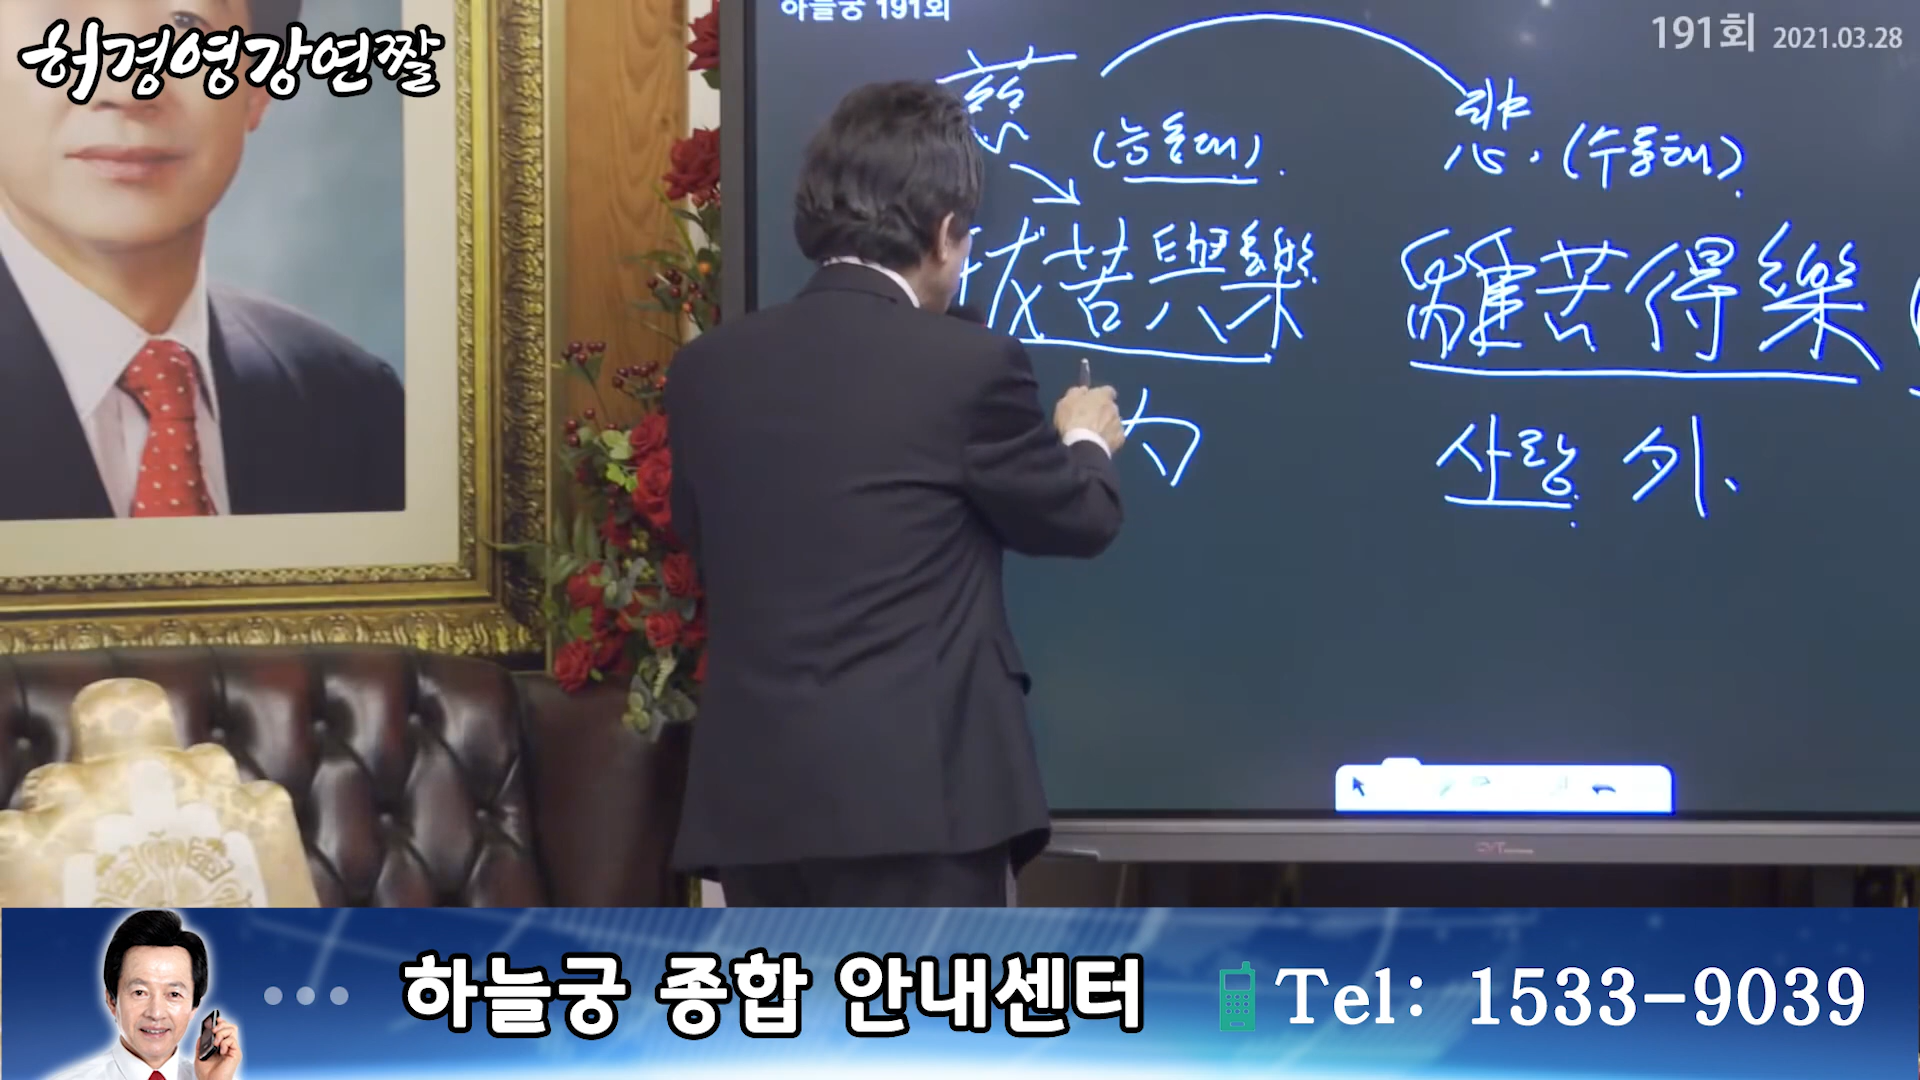 허경영강연짤
하늘궁 191회
191회 2021.03.28
慈 (능동태). 悲. (수동태).
拔苦與樂 離苦得樂
사랑 外.
하늘궁 종합 안내센터
Tel: 1533-9039